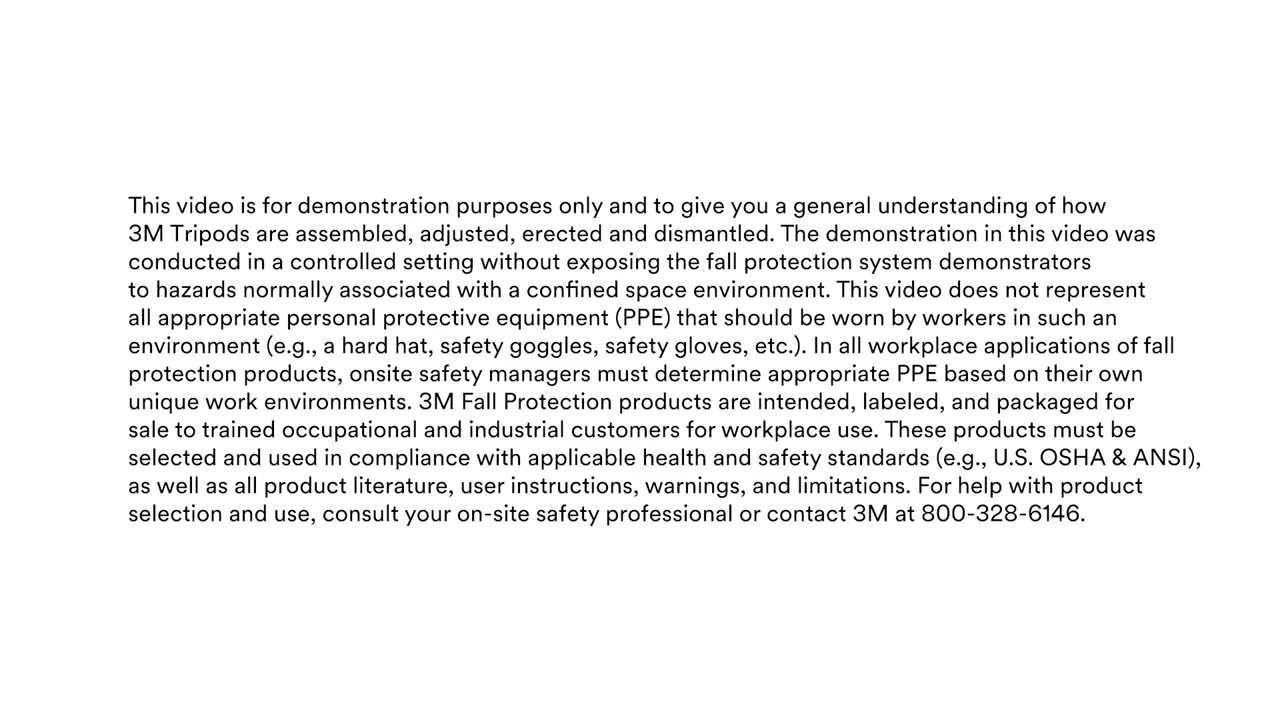 This video is for demonstration purposes only and to give you a general understanding of how
3M Tripods are assembled, adjusted, erected and dismantled. The demonstration in this video was
conducted in a controlled setting without exposing the fall protection system demonstrators
to hazards normally associated with a confined space environment. This video does not represent
all appropriate personal protective equipment (PPE) that should be worn by workers in such an
environment (e.g., a hard hat, safety goggles, safety gloves, etc.). In all workplace applications of fall
protection products, onsite safety managers must determine appropriate PPE based on their own
unique work environments. 3M Fall Protection products are intended, labeled, and packaged for
sale to trained occupational and industrial customers for workplace use. These products must be
selected and used in compliance with applicable health and safety standards (e.g., U.S. OSHA & ANSI),
as well as all product literature, user instructions, warnings, and limitations. For help with product
selection and use, consult your on-site safety professional or contact 3M at 800-328-6146.